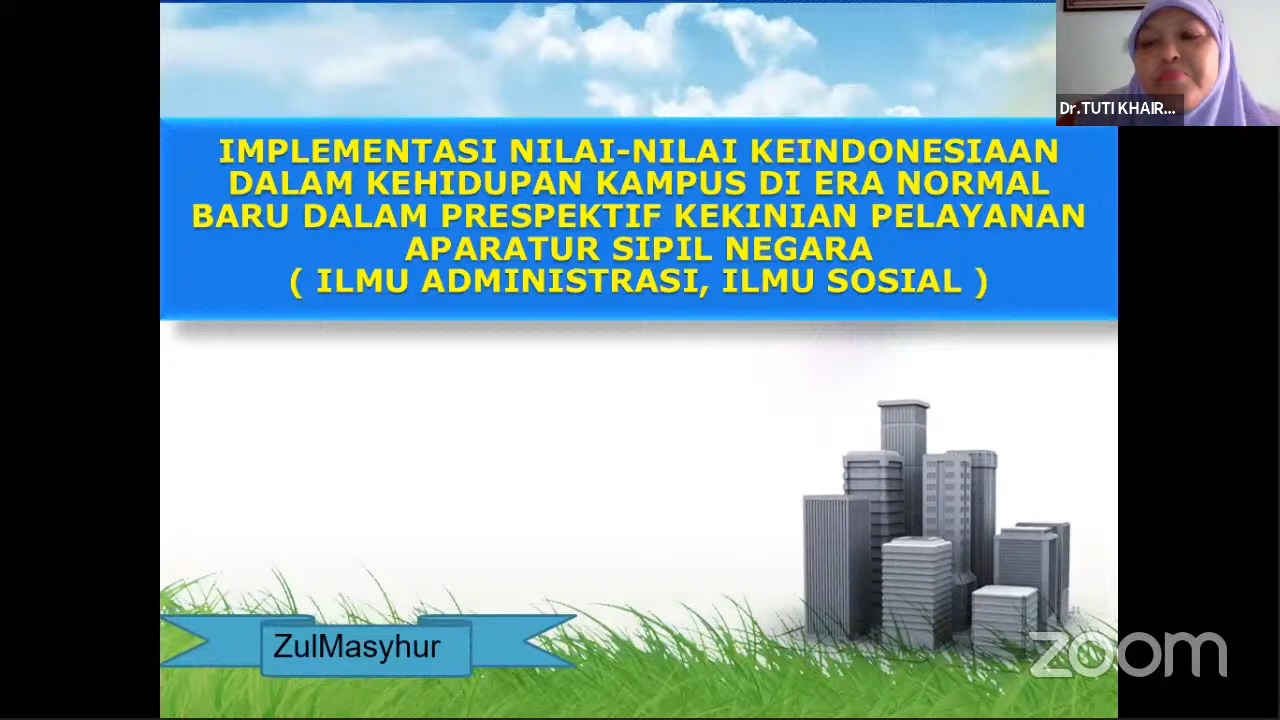 Dr.TUTI KHAIR...
IMPLEMENTASI NILAI-NILAI KEINDONESIAAN
DALAM KEHIDUPAN KAMPUS DI ERA NORMAL
BARU DALAM PRESPEKTIF KEKINIAN PELAYANAN
APARATUR SIPIL NEGARA
( ILMU ADMINISTRASI, ILMU SOSIAL )
ZulMasyhur
zoom